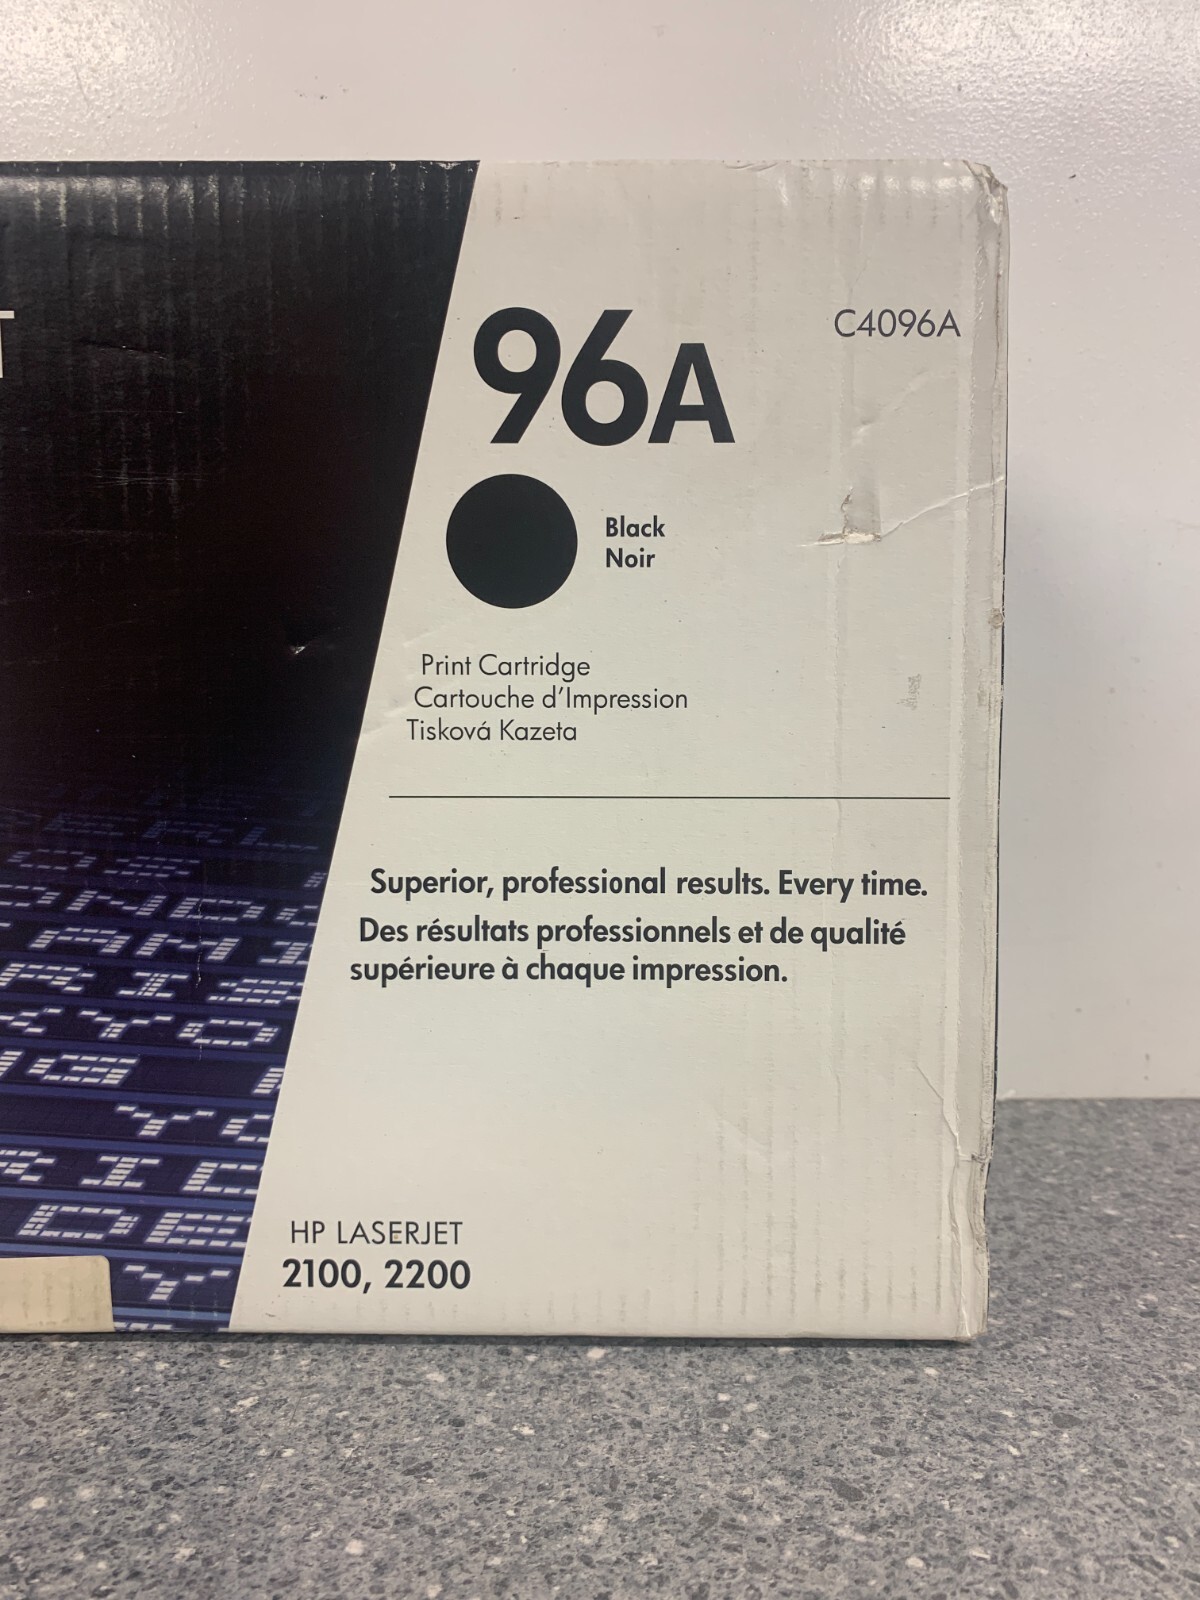 T
96A
C4096A
Black
Noir
Print Cartridge
Cartouche d'Impression
Tisková Kazeta
Superior, professional results. Every time.
Des résultats professionnels et de qualité
supérieure à chaque impression.
HP LASERJET
2100, 2200